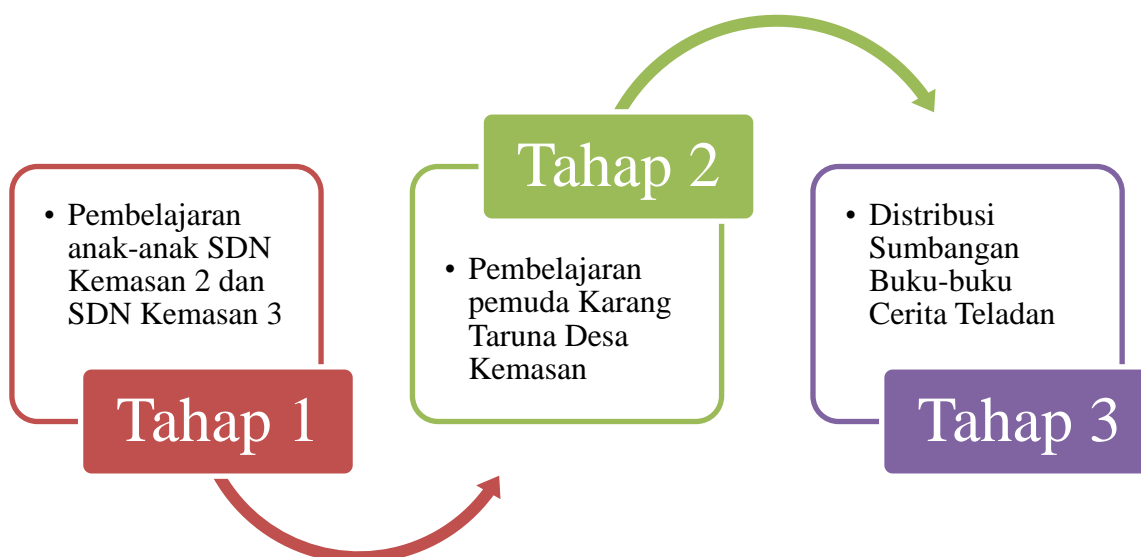 • Pembelajaran
anak-anak SDN
Kemasan 2 dan
SDN Kemasan 3
Tahap 1
Tahap 2
• Pembelajaran
pemuda Karang
Taruna Desa
Kemasan
• Distribusi
Sumbangan
Buku-buku
Cerita Teladan
Tahap 3